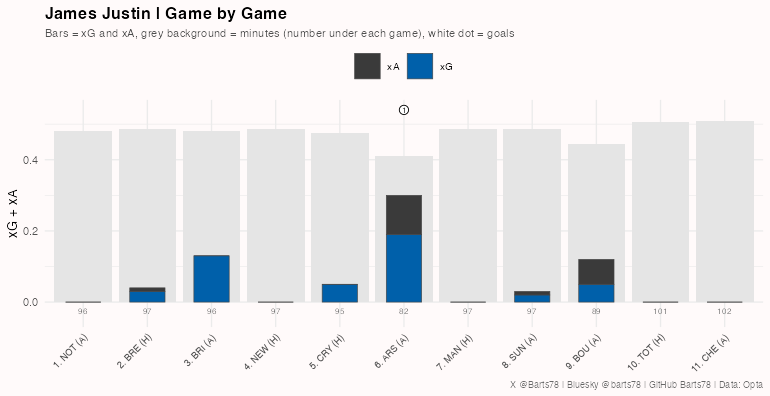 James Justin | Game by Game
Bars = xG and xA, grey background = minutes (number under each game), white dot = goals
xA xG
1
xG + xA
0.4
0.2
0.0
96 97 96 97 95 82 97 97 89 101 102
1. NOT (A) 2. BRE (H) 3. BRI (A) 4. NEW (H) 5. CRY (H) 6. ARS (A) 7. MAN (H) 8. SUN (A) 9. BOU (A) 10. TOT (H) 11. CHE (A)
X @Barts78 | Bluesky @barts78 | GitHub Barts78 | Data: Opta